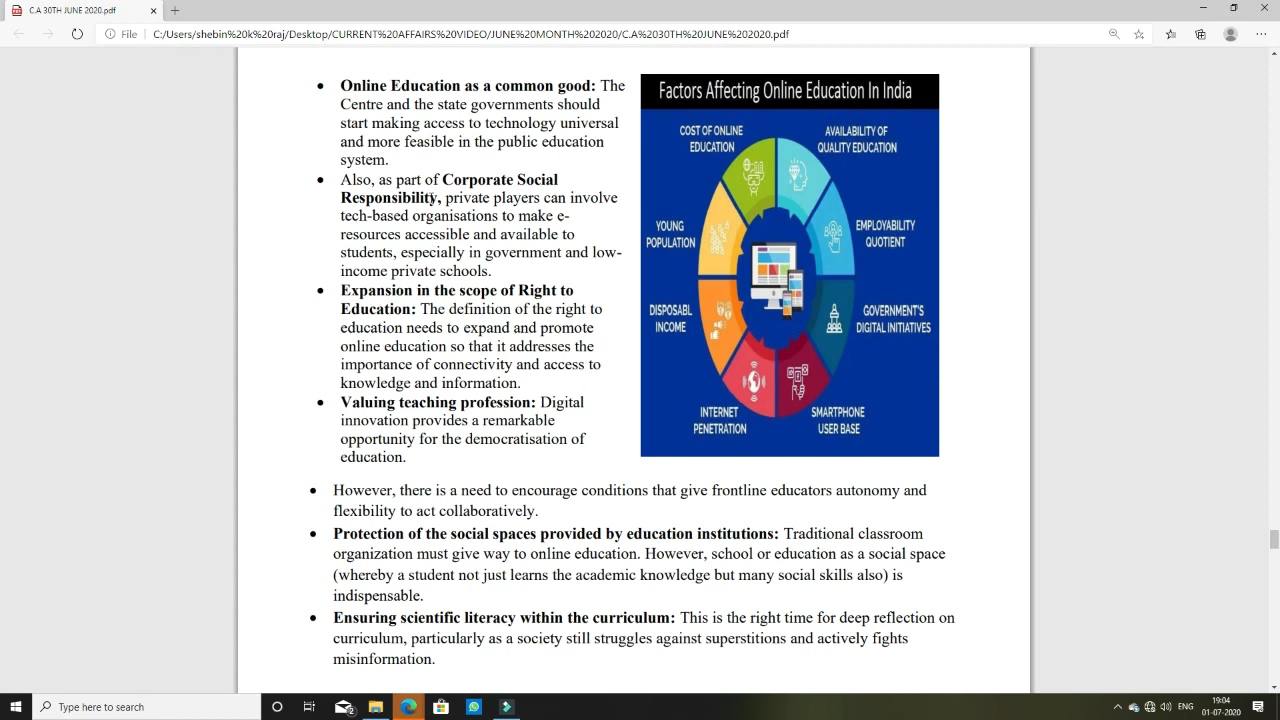 C.A 30TH JUNE 2020.pdf
File
C:/Users/shebin%20k%20raj/Desktop/CURRENT%20AFFAIRS%20VIDEO/JUNE%20MONTH%202020/C.A%2030TH%20JUNE%202020.pdf
• Online Education as a common good: The
Centre and the state governments should
start making access to technology universal
and more feasible in the public education
system.
• Also, as part of Corporate Social
Responsibility, private players can involve
tech-based organisations to make e-
resources accessible and available to
students, especially in government and low-
income private schools.
• Expansion in the scope of Right to
Education: The definition of the right to
education needs to expand and promote
online education so that it addresses the
importance of connectivity and access to
knowledge and information.
• Valuing teaching profession: Digital
innovation provides a remarkable
opportunity for the democratisation of
education.
Factors Affecting Online Education In India
COST OF ONLINE
EDUCATION
AVAILABILITY OF
QUALITY EDUCATION
YOUNG
POPULATION
EMPLOYABILITY
QUOTIENT
DISPOSABL
INCOME
GOVERNMENT'S
DIGITAL INITIATIVES
INTERNET
PENETRATION
SMARTPHONE
USER BASE
• However, there is a need to encourage conditions that give frontline educators autonomy and
flexibility to act collaboratively.
• Protection of the social spaces provided by education institutions: Traditional classroom
organization must give way to online education. However, school or education as a social space
(whereby a student not just learns the academic knowledge but many social skills also) is
indispensable.
• Ensuring scientific literacy within the curriculum: This is the right time for deep reflection on
curriculum, particularly as a society still struggles against superstitions and actively fights
misinformation.
Type here to search
2
ENG
19:04
01-07-2020